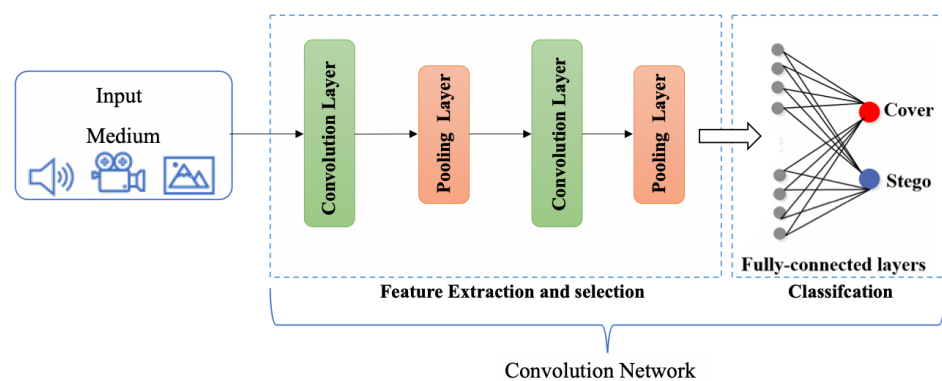 Input
Medium
Convolution Layer
Pooling Layer
Convolution Layer
Pooling Layer
Cover
Stego
Fully-connected layers
Feature Extraction and selection
Classifcation
Convolution Network